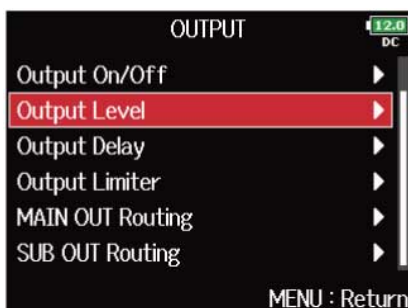 OUTPUT
12.0
DC
Output On/Off
Output Level
Output Delay
Output Limiter
MAIN OUT Routing
SUB OUT Routing
MENU : Return